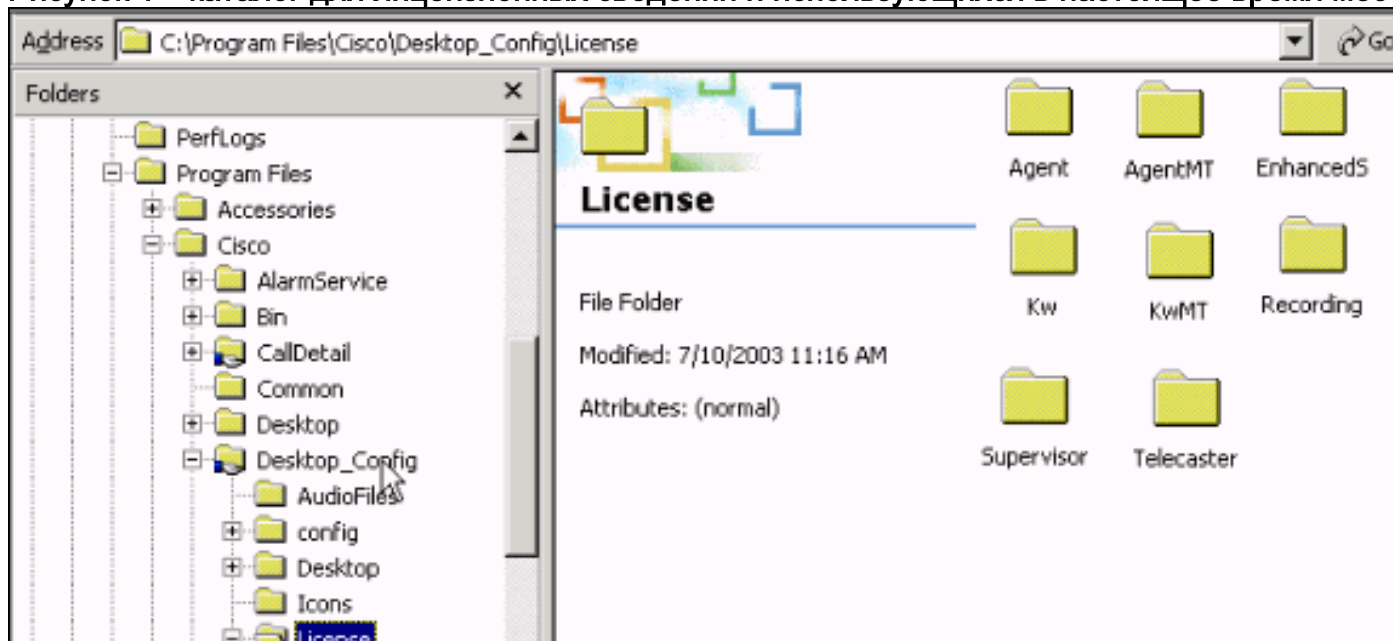 Address C:\Program Files\Cisco\Desktop_Config\License Go
Folders
PerfLogs
Program Files
Accessories
Cisco
AlarmService
Bin
CallDetail
Common
Desktop
Desktop_Config
AudioFiles
config
Desktop
Icons
License
License
File Folder
Modified: 7/10/2003 11:16 AM
Attributes: (normal)
Agent AgentMT EnhancedS
Kw KwMT Recording
Supervisor Telecaster